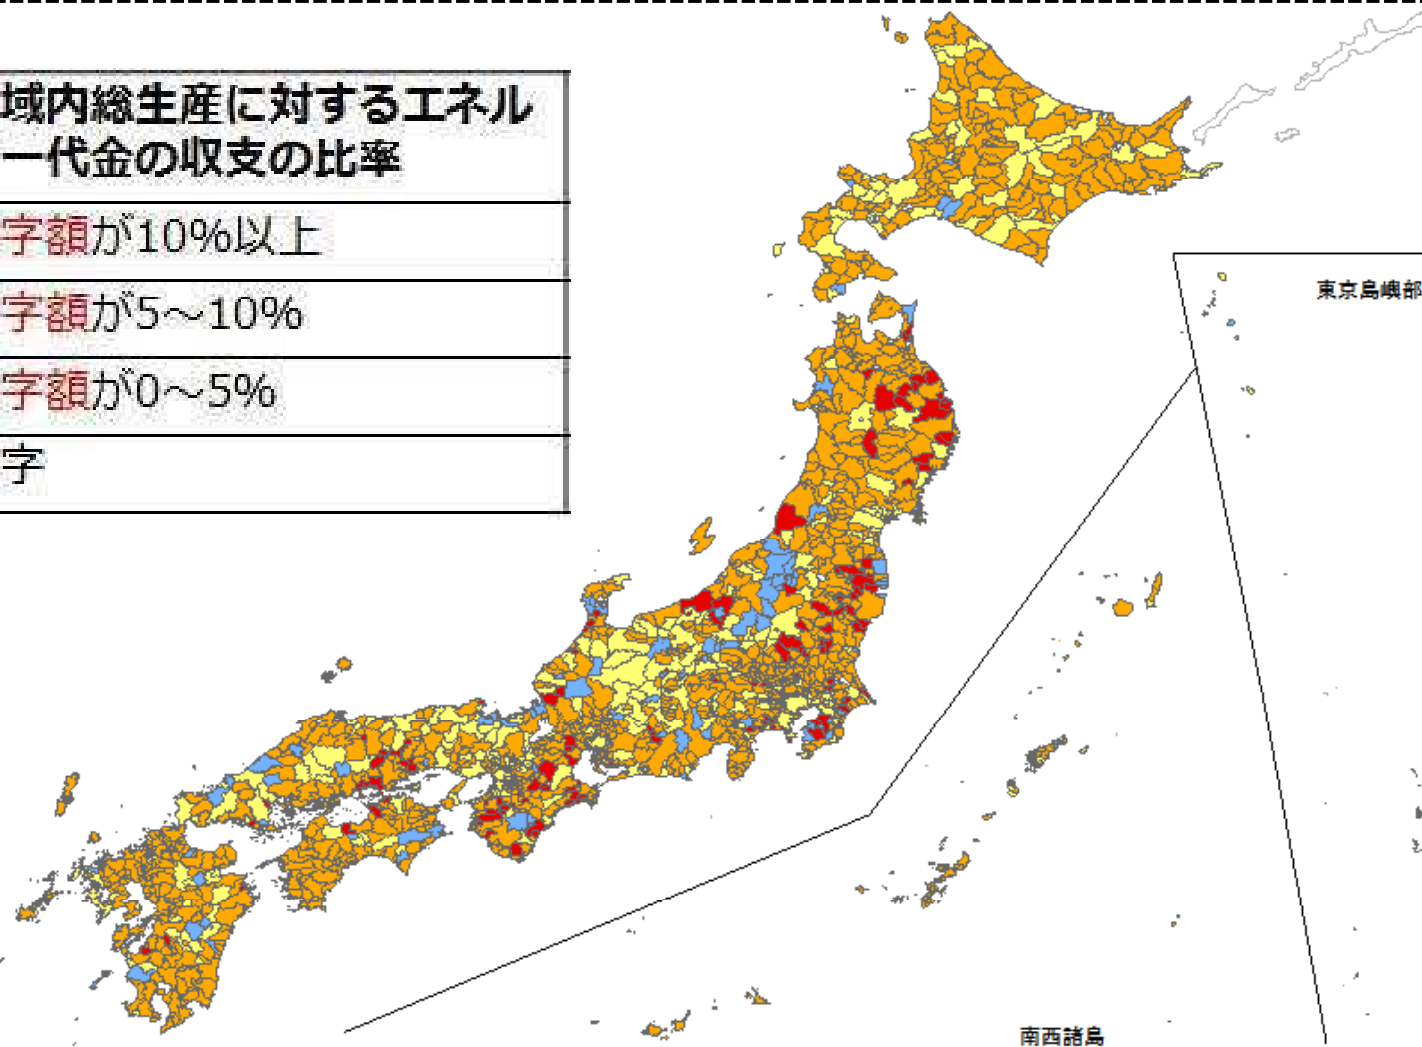 域内総生産に対するエネル
ー代金の収支の比率
字額が10%以上
字額が5～10%
字額が0～5%
字
東京島嶼部
南西諸島